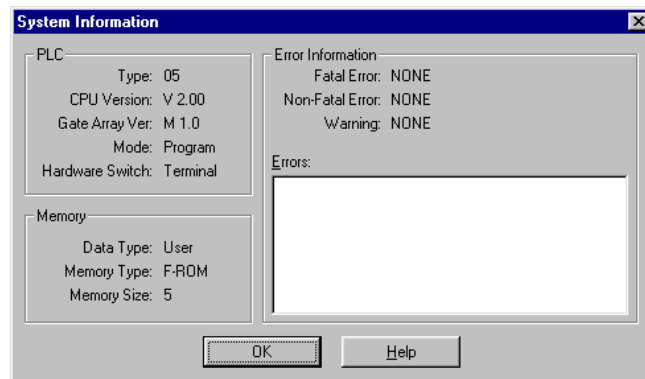 System Information
PLC
Type: 05
CPU Version: V 2.00
Gate Array Ver: M 1.0
Mode: Program
Hardware Switch: Terminal
Memory
Data Type: User
Memory Type: F-ROM
Memory Size: 5
Error Information
Fatal Error: NONE
Non-Fatal Error: NONE
Warning: NONE
Errors:
OK
Help